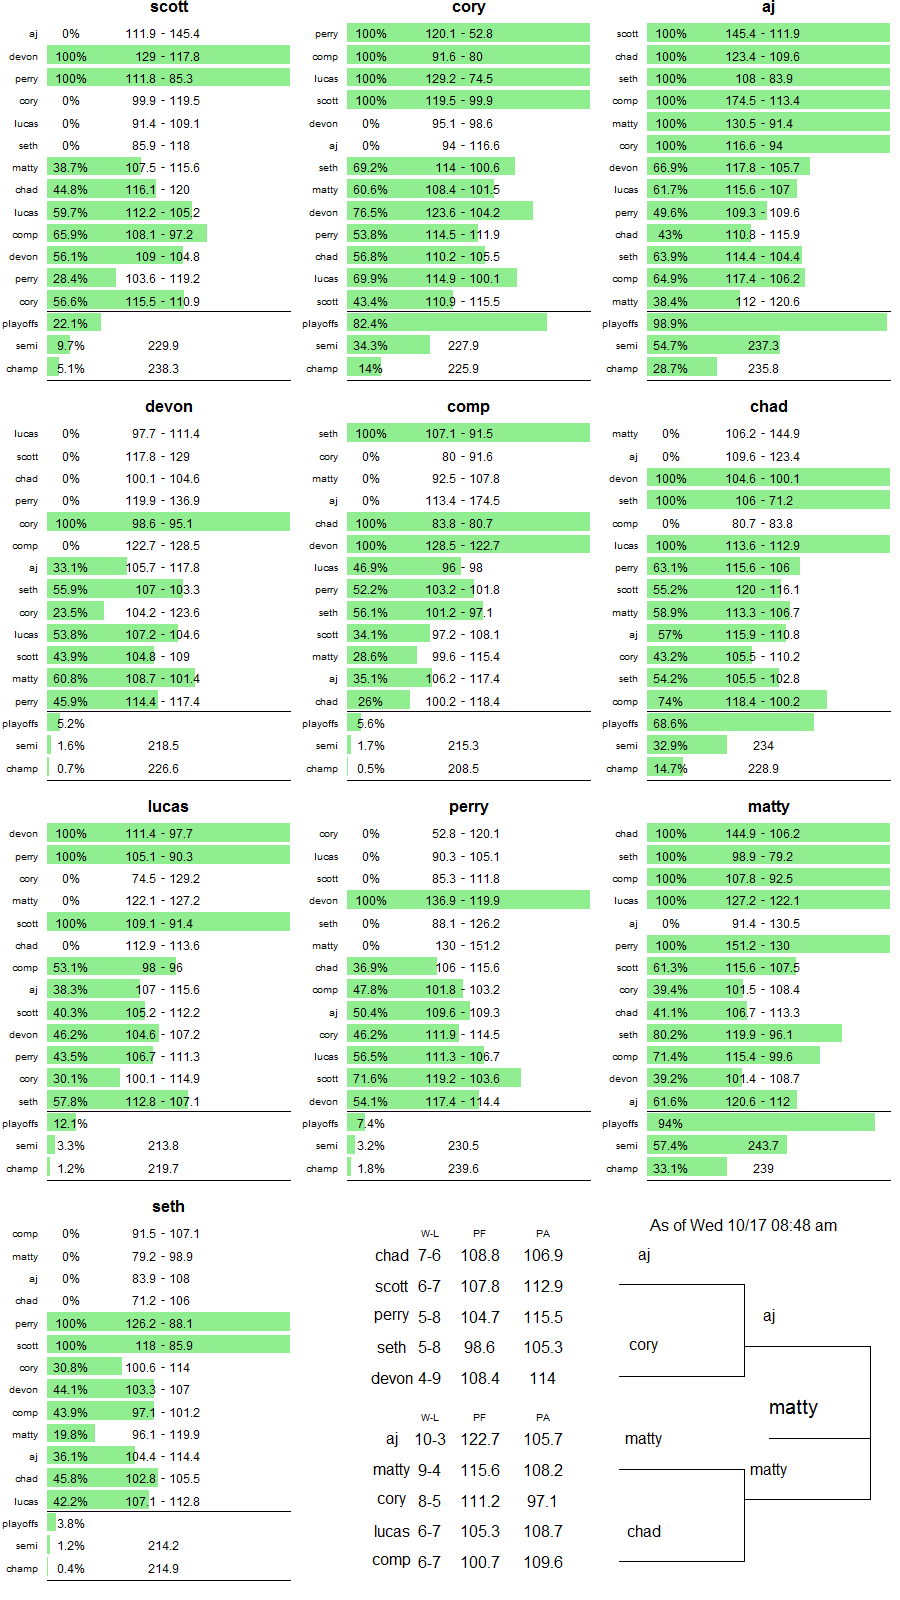 scott
aj 0% 111.9 - 145.4
devon 100% 129 - 117.8
perry 100% 111.8 - 85.3
cory 0% 99.9 - 119.5
lucas 0% 91.4 - 109.1
seth 0% 85.9 - 118
matty 38.7% 107.5 - 115.6
chad 44.8% 116.1 - 120
lucas 59.7% 112.2 - 105.2
comp 65.9% 108.1 - 97.2
devon 56.1% 109 - 104.8
perry 28.4% 103.6 - 119.2
cory 56.6% 115.5 - 110.9
playoffs 22.1%
semi 9.7% 229.9
champ 5.1% 238.3
cory
perry 100% 120.1 - 52.8
comp 100% 91.6 - 80
lucas 100% 129.2 - 74.5
scott 100% 119.5 - 99.9
devon 0% 95.1 - 98.6
aj 0% 94 - 116.6
seth 69.2% 114 - 100.6
matty 60.6% 108.4 - 101.5
devon 76.5% 123.6 - 104.2
perry 53.8% 114.5 - 111.9
chad 56.8% 110.2 - 105.5
lucas 69.9% 114.9 - 100.1
scott 43.4% 110.9 - 115.5
playoffs 82.4%
semi 34.3% 227.9
champ 14% 225.9
aj
scott 100% 145.4 - 111.9
chad 100% 123.4 - 109.6
seth 100% 108 - 83.9
comp 100% 174.5 - 113.4
matty 100% 130.5 - 91.4
cory 100% 116.6 - 94
devon 66.9% 117.8 - 105.7
lucas 61.7% 115.6 - 107
perry 49.6% 109.3 - 109.6
chad 43% 110.8 - 115.9
seth 63.9% 114.4 - 104.4
comp 64.9% 117.4 - 106.2
matty 38.4% 112 - 120.6
playoffs 98.9%
semi 54.7% 237.3
champ 28.7% 235.8
devon
lucas 0% 97.7 - 111.4
scott 0% 117.8 - 129
chad 0% 100.1 - 104.6
perry 0% 119.9 - 136.9
cory 100% 98.6 - 95.1
comp 0% 122.7 - 128.5
aj 33.1% 105.7 - 117.8
seth 55.9% 107 - 103.3
cory 23.5% 104.2 - 123.6
lucas 53.8% 107.2 - 104.6
scott 43.9% 104.8 - 109
matty 60.8% 108.7 - 101.4
perry 45.9% 114.4 - 117.4
playoffs 5.2%
semi 1.6% 218.5
champ 0.7% 226.6
comp
seth 100% 107.1 - 91.5
cory 0% 80 - 91.6
matty 0% 92.5 - 107.8
aj 0% 113.4 - 174.5
chad 100% 83.8 - 80.7
devon 100% 128.5 - 122.7
lucas 46.9% 96 - 98
perry 52.2% 103.2 - 101.8
seth 56.1% 101.2 - 97.1
scott 34.1% 97.2 - 108.1
matty 28.6% 99.6 - 115.4
aj 35.1% 106.2 - 117.4
chad 26% 100.2 - 118.4
playoffs 5.6%
semi 1.7% 215.3
champ 0.5% 208.5
chad
matty 0% 106.2 - 144.9
aj 0% 109.6 - 123.4
devon 100% 104.6 - 100.1
seth 100% 106 - 71.2
comp 0% 80.7 - 83.8
lucas 100% 113.6 - 112.9
perry 63.1% 115.6 - 106
scott 55.2% 120 - 116.1
matty 58.9% 113.3 - 106.7
aj 57% 115.9 - 110.8
cory 43.2% 105.5 - 110.2
seth 54.2% 105.5 - 102.8
comp 74% 118.4 - 100.2
playoffs 68.6%
semi 32.9% 234
champ 14.7% 228.9
lucas
devon 100% 111.4 - 97.7
perry 100% 105.1 - 90.3
cory 0% 74.5 - 129.2
matty 0% 122.1 - 127.2
scott 100% 109.1 - 91.4
chad 0% 112.9 - 113.6
comp 53.1% 98 - 96
aj 38.3% 107 - 115.6
scott 40.3% 105.2 - 112.2
devon 46.2% 104.6 - 107.2
perry 43.5% 106.7 - 111.3
cory 30.1% 100.1 - 114.9
seth 57.8% 112.8 - 107.1
playoffs 12.1%
semi 3.3% 213.8
champ 1.2% 219.7
perry
cory 0% 52.8 - 120.1
lucas 0% 90.3 - 105.1
scott 0% 85.3 - 111.8
devon 100% 136.9 - 119.9
seth 0% 88.1 - 126.2
matty 0% 130 - 151.2
chad 36.9% 106 - 115.6
comp 47.8% 101.8 - 103.2
aj 50.4% 109.6 - 109.3
cory 46.2% 111.9 - 114.5
lucas 56.5% 111.3 - 106.7
scott 71.6% 119.2 - 103.6
devon 54.1% 117.4 - 114.4
playoffs 7.4%
semi 3.2% 230.5
champ 1.8% 239.6
matty
chad 100% 144.9 - 106.2
seth 100% 98.9 - 79.2
comp 100% 107.8 - 92.5
lucas 100% 127.2 - 122.1
aj 0% 91.4 - 130.5
perry 100% 151.2 - 130
scott 61.3% 115.6 - 107.5
cory 39.4% 101.5 - 108.4
chad 41.1% 106.7 - 113.3
seth 80.2% 119.9 - 96.1
comp 71.4% 115.4 - 99.6
devon 39.2% 101.4 - 108.7
aj 61.6% 120.6 - 112
playoffs 94%
semi 57.4% 243.7
champ 33.1% 239
seth
comp 0% 91.5 - 107.1
matty 0% 79.2 - 98.9
aj 0% 83.9 - 108
chad 0% 71.2 - 106
perry 100% 126.2 - 88.1
scott 100% 118 - 85.9
cory 30.8% 100.6 - 114
devon 44.1% 103.3 - 107
comp 43.9% 97.1 - 101.2
matty 19.8% 96.1 - 119.9
aj 36.1% 104.4 - 114.4
chad 45.8% 102.8 - 105.5
lucas 42.2% 107.1 - 112.8
playoffs 3.8%
semi 1.2% 214.2
champ 0.4% 214.9
W-L PF PA
chad 7-6 108.8 106.9
scott 6-7 107.8 112.9
perry 5-8 104.7 115.5
seth 5-8 98.6 105.3
devon 4-9 108.4 114
W-L PF PA
aj 10-3 122.7 105.7
matty 9-4 115.6 108.2
cory 8-5 111.2 97.1
lucas 6-7 105.3 108.7
comp 6-7 100.7 109.6
As of Wed 10/17 08:48 am
aj
aj
cory
matty
matty
matty
chad